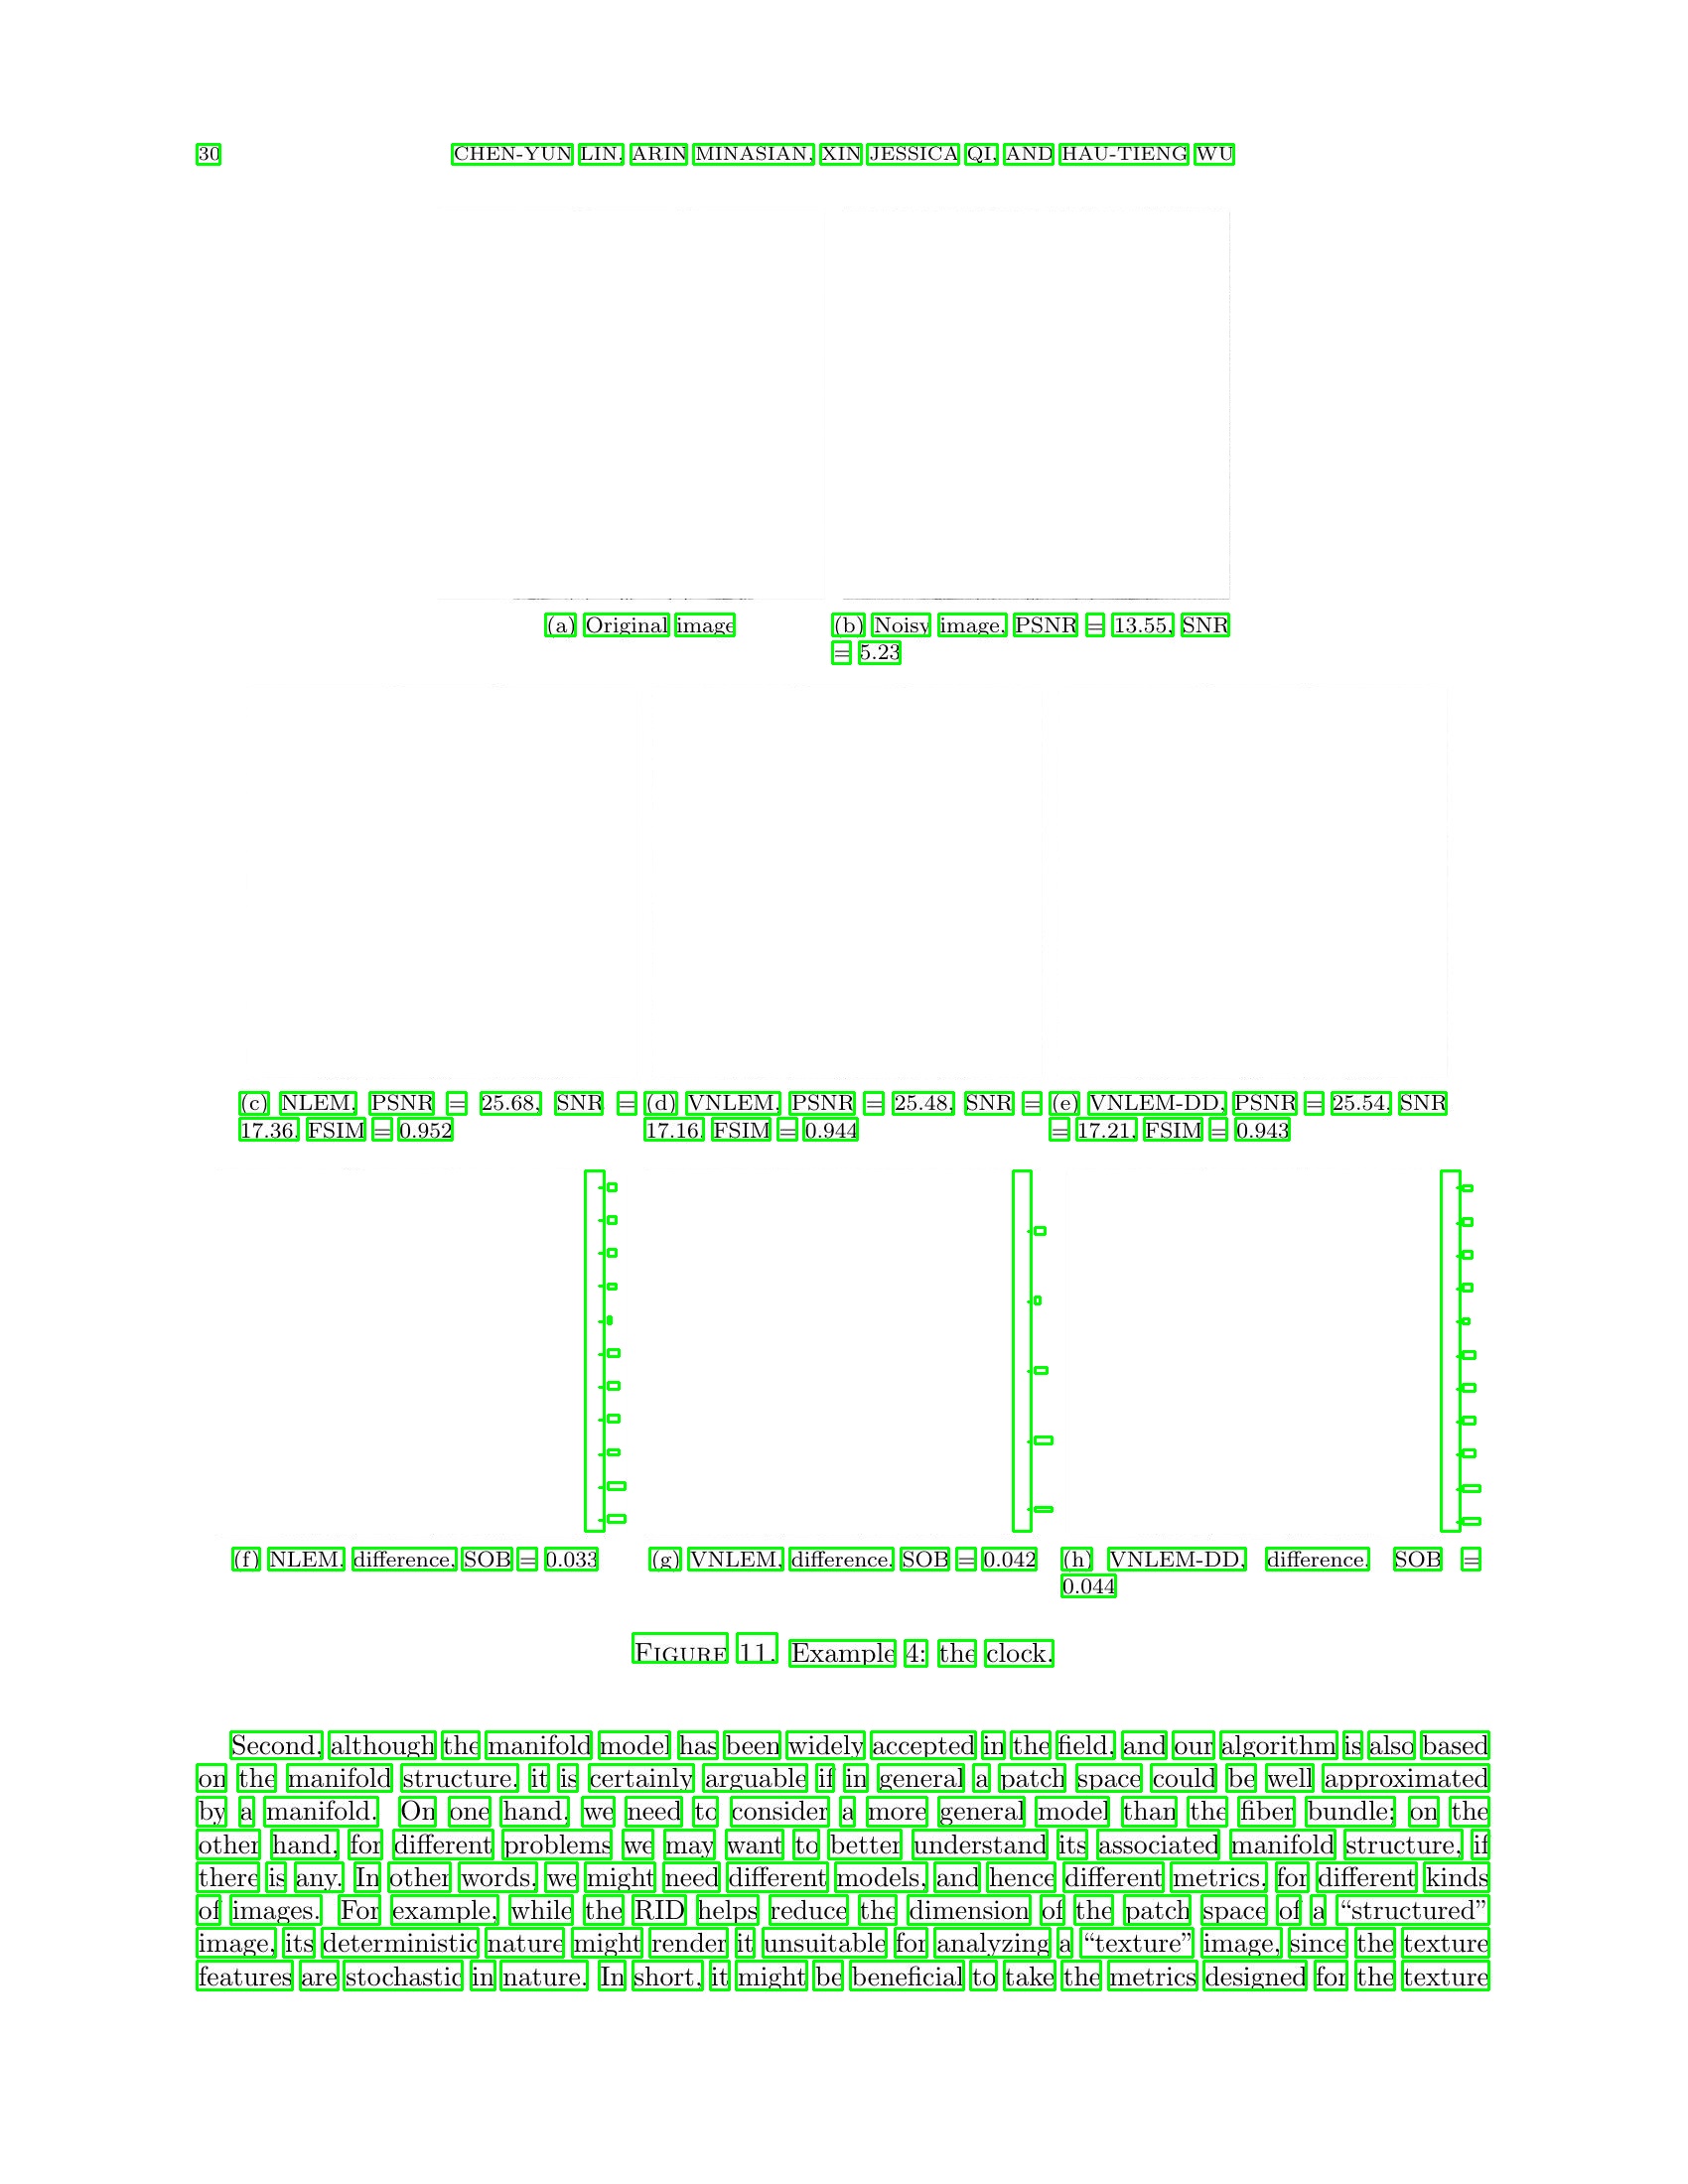 30 CHEN-YUN LIN, ARIN MINASIAN, XIN JESSICA QI, AND HAU-TIENG WU
(a) Original image
(b) Noisy image, PSNR = 13.55, SNR
= 5.23
(c) NLEM, PSNR = 25.68, SNR =
17.36, FSIM = 0.952
(d) VNLEM, PSNR = 25.48, SNR =
17.16, FSIM = 0.944
(e) VNLEM-DD, PSNR = 25.54, SNR
= 17.21, FSIM = 0.943
(f) NLEM, difference, SOB = 0.033
(g) VNLEM, difference, SOB = 0.042
(h) VNLEM-DD, difference, SOB =
0.044
Figure 11. Example 4: the clock.
Second, although the manifold model has been widely accepted in the field, and our algorithm is also based
on the manifold structure, it is certainly arguable if in general a patch space could be well approximated
by a manifold. On one hand, we need to consider a more general model than the fiber bundle; on the
other hand, for different problems we may want to better understand its associated manifold structure, if
there is any. In other words, we might need different models, and hence different metrics, for different kinds
of images. For example, while the RID helps reduce the dimension of the patch space of a “structured”
image, its deterministic nature might render it unsuitable for analyzing a “texture” image, since the texture
features are stochastic in nature. In short, it might be beneficial to take the metrics designed for the texture